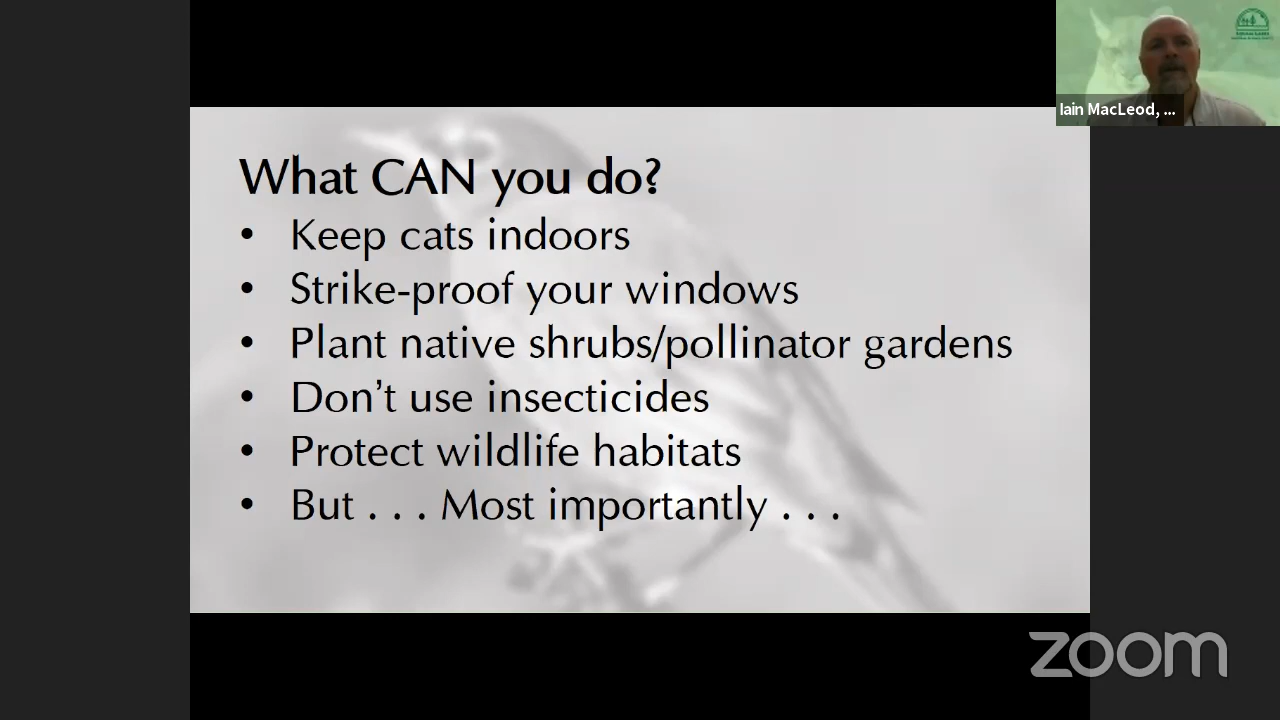 Iain MacLeod, ...
What CAN you do?
• Keep cats indoors
• Strike-proof your windows
• Plant native shrubs/pollinator gardens
• Don’t use insecticides
• Protect wildlife habitats
• But . . . Most importantly . . .
zoom